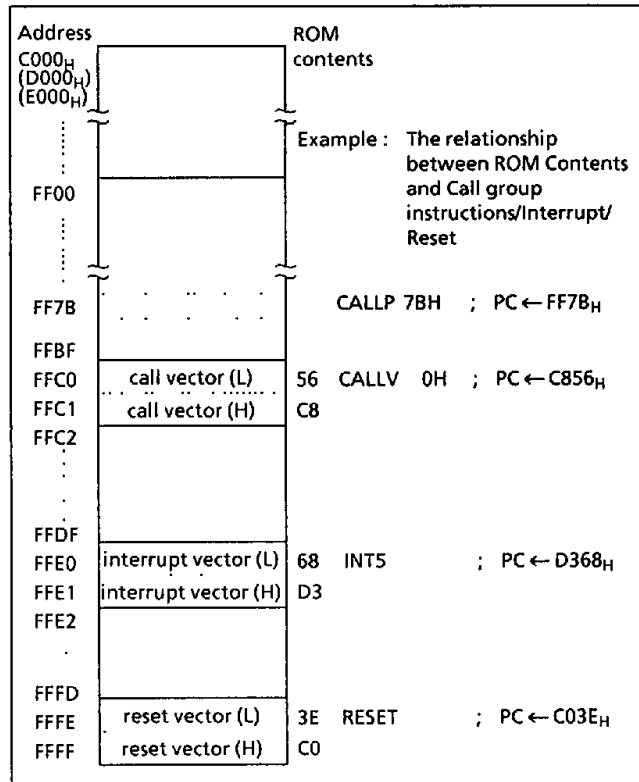 Address ROM
C000H contents
(D000H)
(E000H)
Example : The relationship
between ROM Contents
FF00 and Call group
instructions/Interrupt/
Reset
FF7B CALLP 7BH ; PC ← FF7BH
FFBF
FFC0 call vector (L) 56 CALLV 0H ; PC ← C856H
FFC1 call vector (H) C8
FFC2
FFDF
FFE0 interrupt vector (L) 68 INT5 ; PC ← D368H
FFE1 interrupt vector (H) D3
FFE2
FFFD
FFFE reset vector (L) 3E RESET ; PC ← C03EH
FFFF reset vector (H) C0